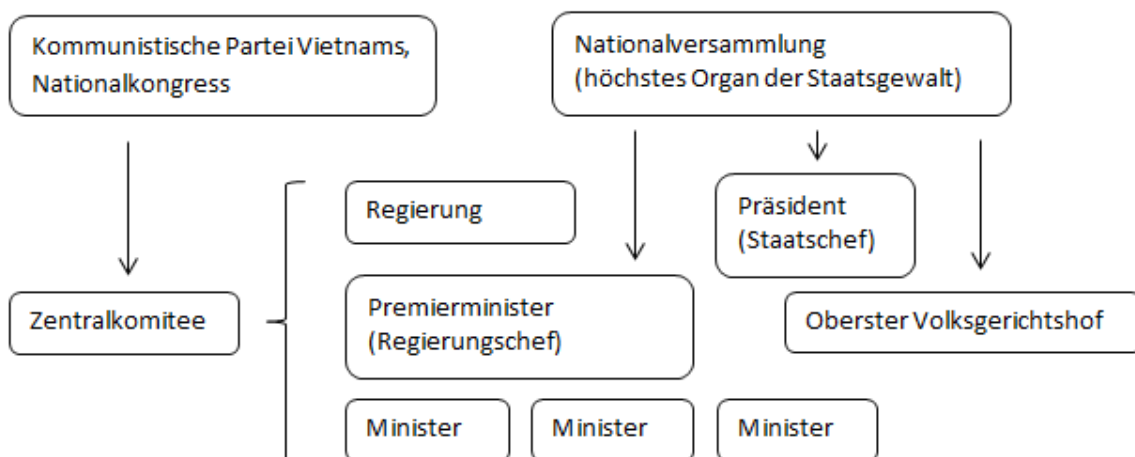 Kommunistische Partei Vietnams,
Nationalkongress
Nationalversammlung
(höchstes Organ der Staatsgewalt)
Regierung
Präsident
(Staatschef)
Zentralkomitee
Premierminister
(Regierungschef)
Oberster Volksgerichtshof
Minister
Minister
Minister